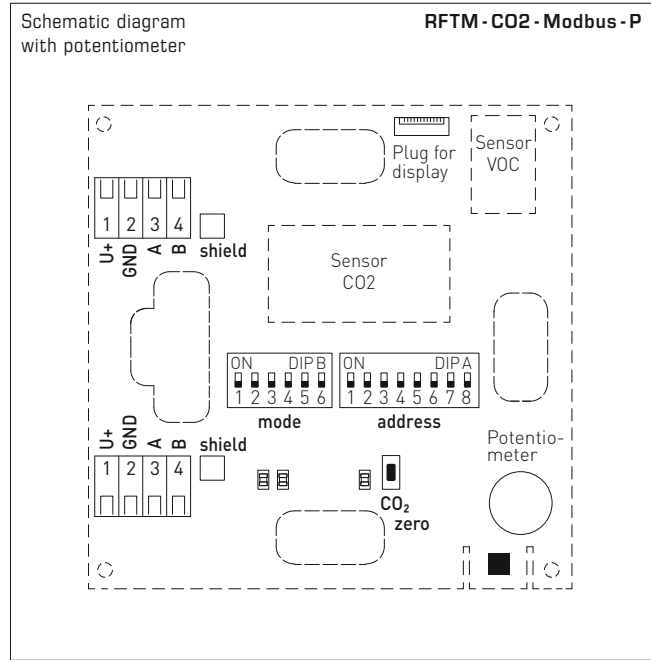 Schematic diagram
with potentiometer
RFTM - CO2 - Modbus - P
Plug for
display
Sensor
VOC
1 2 3 4
U+ GND A B shield
Sensor
CO2
ON DIP B
1 2 3 4 5 6
mode
ON DIP A
1 2 3 4 5 6 7 8
address
U+ GND A B shield
1 2 3 4
Potentio-
meter
CO₂
zero